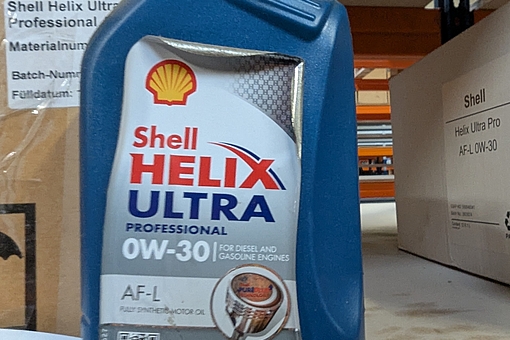 Shell Helix Ultra
Professional
Materialnum
Batch-Numm
Fülldatum:
Shell
HELIX
ULTRA
PROFESSIONAL
0W-30
FOR DIESEL AND
GASOLINE ENGINES
AF-L
FULLY SYNTHETIC MOTOR OIL
Shell
Helix Ultra Pro
AF-L 0W-30
Shell